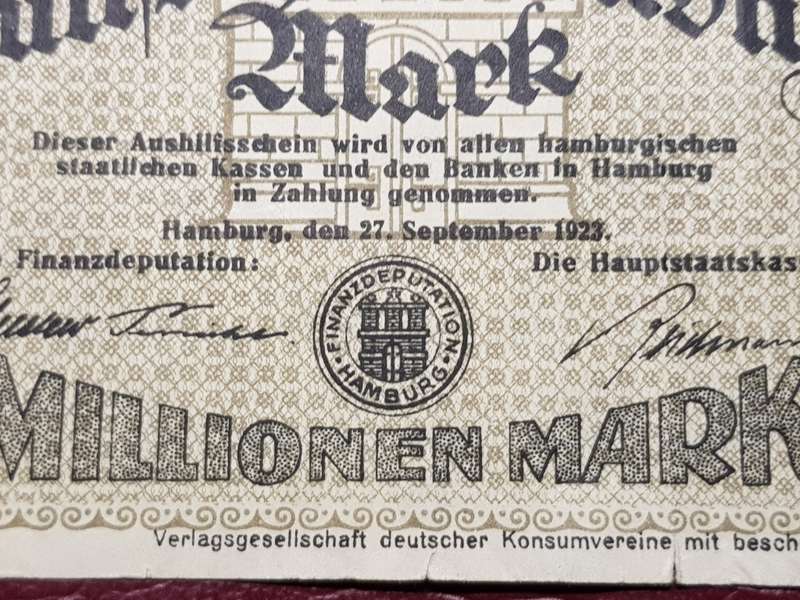 Mark
Dieser Aushilfsschein wird von allen hamburgischen
staatlichen Kassen und den Banken in Hamburg
in Zahlung genommen.
Hamburg, den 27. September 1923.
Finanzdeputation: Die Hauptstaatskas
FINANZDEPUTATION
HAMBURG
MILLIONEN MARK
Verlagsgesellschaft deutscher Konsumvereine mit besch